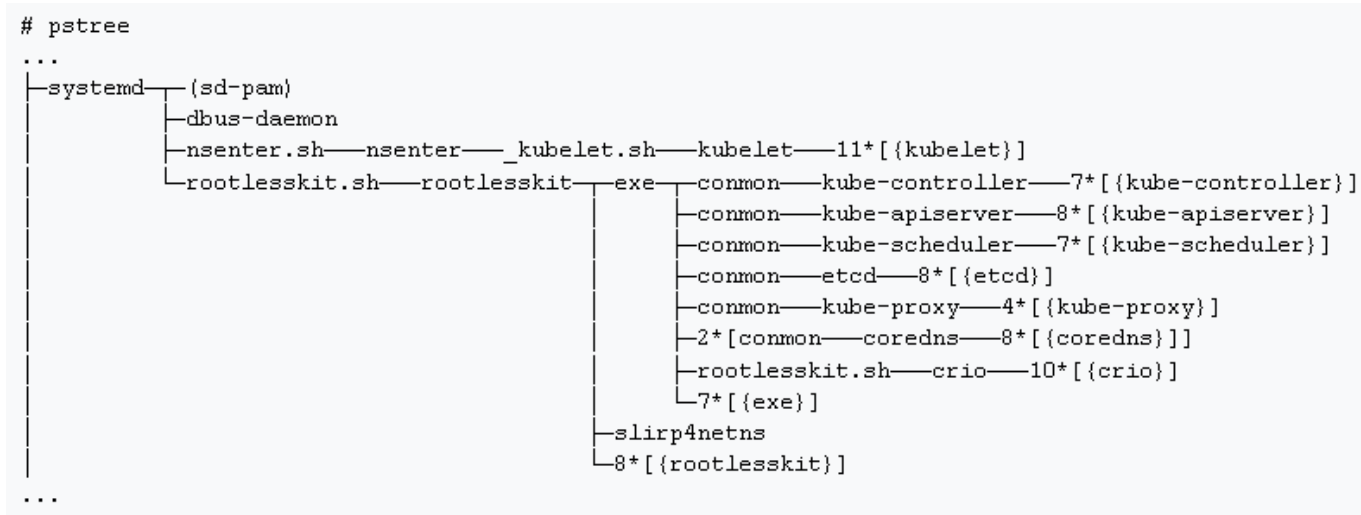 # pstree
...
├─systemd─┬─(sd-pam)
│         ├─dbus-daemon
│         ├─nsenter.sh───nsenter───_kubelet.sh───kubelet───11*[{kubelet}]
│         └─rootlesskit.sh───rootlesskit─┬─exe─┬─conmon───kube-controller───7*[{kube-controller}]
│                                        │     ├─conmon───kube-apiserver───8*[{kube-apiserver}]
│                                        │     ├─conmon───kube-scheduler───7*[{kube-scheduler}]
│                                        │     ├─conmon───etcd───8*[{etcd}]
│                                        │     ├─conmon───kube-proxy───4*[{kube-proxy}]
│                                        │     ├─2*[conmon───coredns───8*[{coredns}]]
│                                        │     ├─rootlesskit.sh───crio───10*[{crio}]
│                                        │     └─7*[{exe}]
│                                        ├─slirp4netns
│                                        └─8*[{rootlesskit}]
...